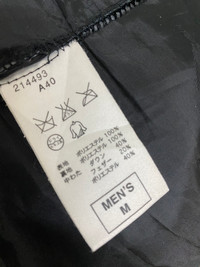 214493
A40
表地 ポリエステル 100%
裏地 ポリエステル 100%
中わた ダウン 40%
フェザー 20%
ポリエステル 40%
MEN'S
M